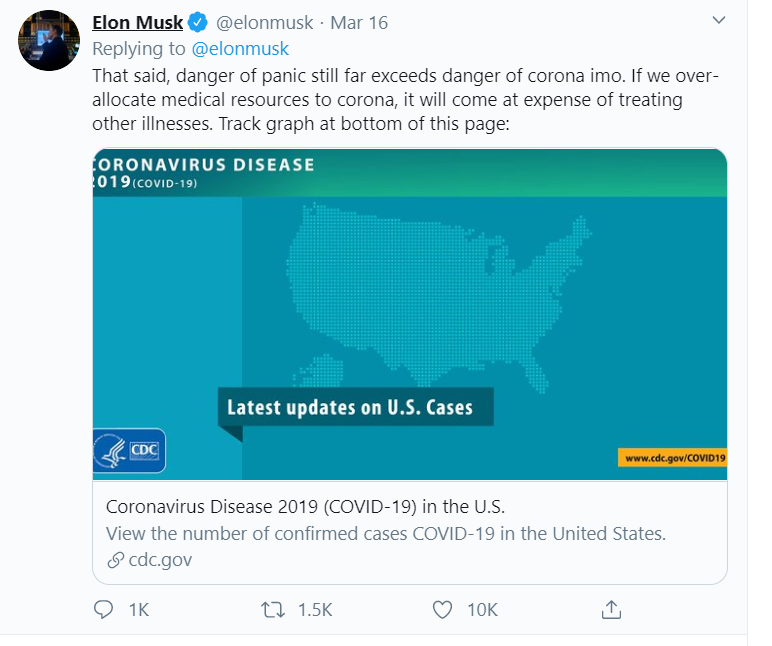 Elon Musk @elonmusk · Mar 16
Replying to @elonmusk
That said, danger of panic still far exceeds danger of corona imo. If we over-
allocate medical resources to corona, it will come at expense of treating
other illnesses. Track graph at bottom of this page:
ORONAVIRUS DISEASE
2019 (COVID-19)
Latest updates on U.S. Cases
CDC
www.cdc.gov/COVID19
Coronavirus Disease 2019 (COVID-19) in the U.S.
View the number of confirmed cases COVID-19 in the United States.
cdc.gov
1K 1.5K 10K